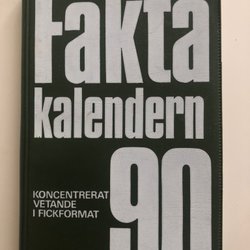 Fakta
kalendern
90
KONCENTRERAT
VETANDE
I FICKFORMAT